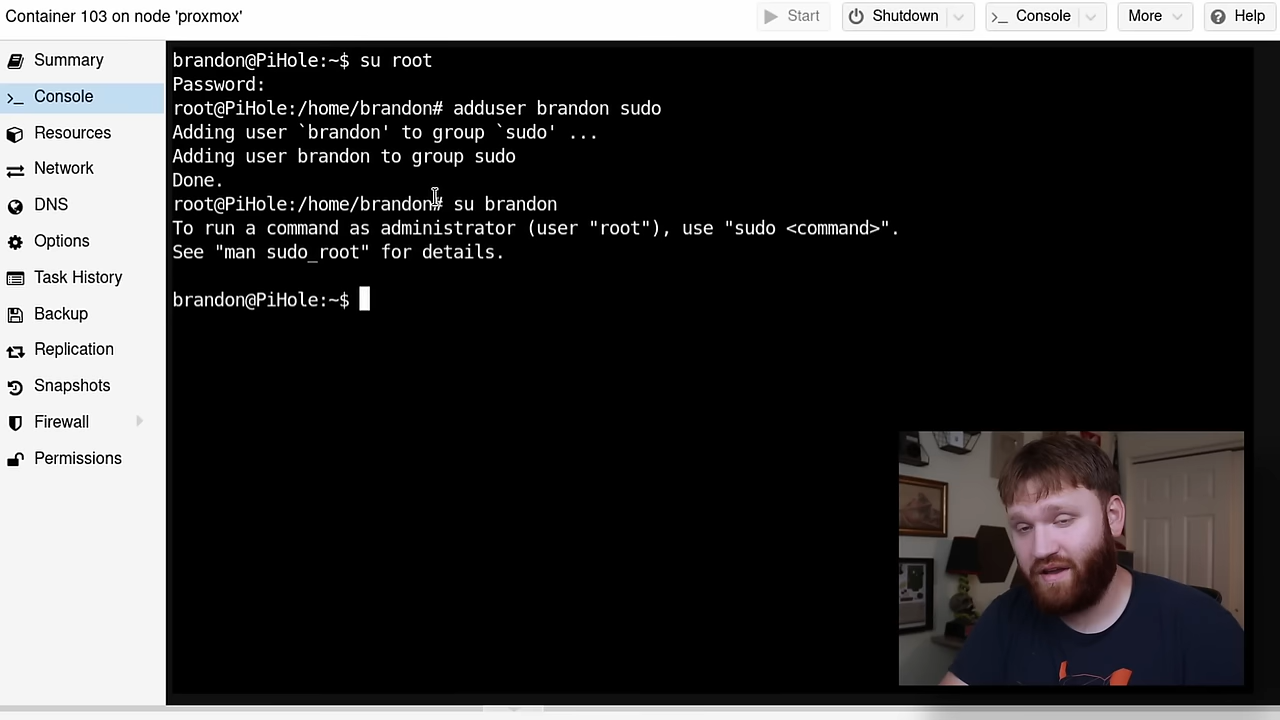 Container 103 on node 'proxmox'
Start
Shutdown
Console
More
Help
Summary
Console
Resources
Network
DNS
Options
Task History
Backup
Replication
Snapshots
Firewall
Permissions
brandon@PiHole:~$ su root
Password:
root@PiHole:/home/brandon# adduser brandon sudo
Adding user `brandon' to group `sudo' ...
Adding user brandon to group sudo
Done.
root@PiHole:/home/brandon# su brandon
To run a command as administrator (user "root"), use "sudo <command>".
See "man sudo_root" for details.
brandon@PiHole:~$